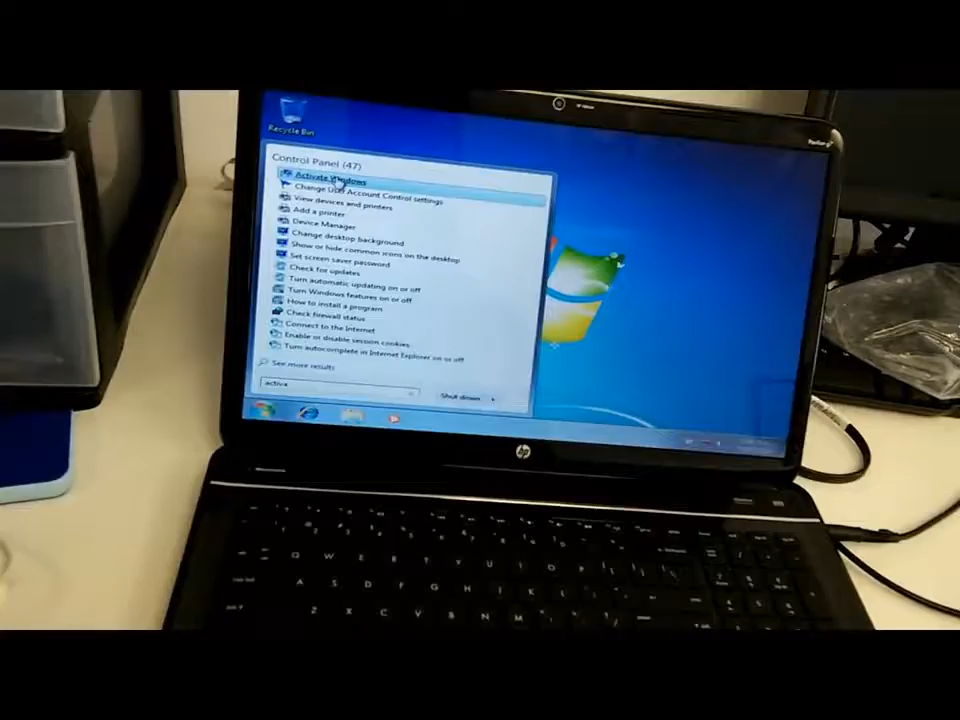 Recycle Bin
Control Panel (47)
Activate Windows
Change User Account Control settings
View devices and printers
Add a printer
Device Manager
Change desktop background
Show or hide common icons on the desktop
Set screen saver password
Check for updates
Turn automatic updating on or off
Turn Windows features on or off
How to install a program
Check firewall status
Connect to the Internet
Enable or disable session cookies
Turn autocomplete in Internet Explorer on or off
See more results
activa
Shut down
hp
Q W E R T Y U I O P
A S D F G H J K L
Z X C V B N M